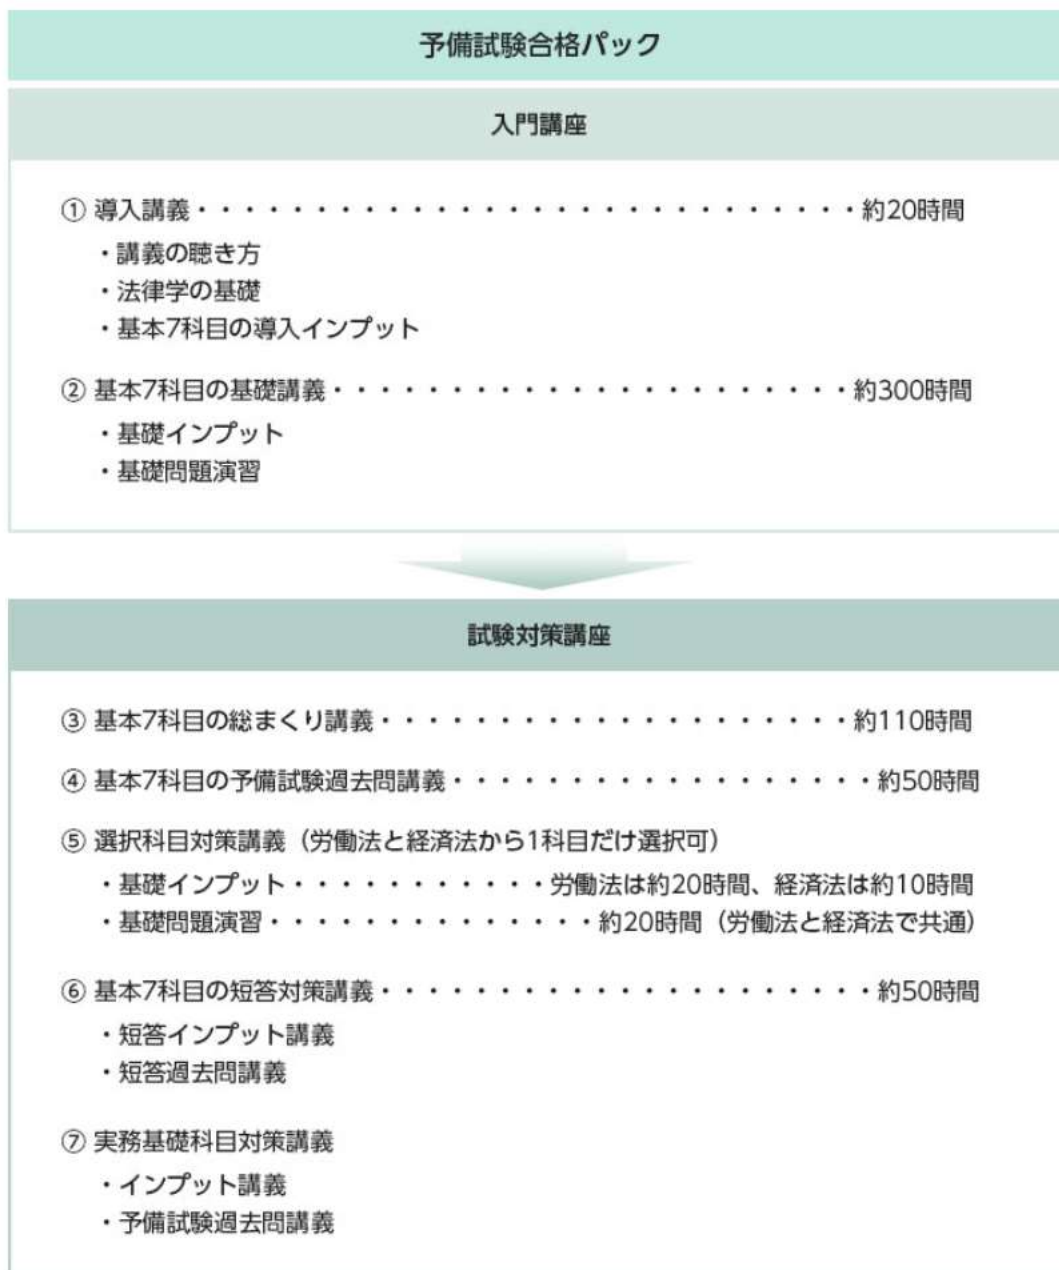 予備試験合格パック
入門講座
① 導入講義・・・・・・・・・・・・・・・・・・・・・・・・・・・・約20時間
・講義の聴き方
・法律学の基礎
・基本7科目の導入インプット
② 基本7科目の基礎講義・・・・・・・・・・・・・・・・・・・・・・約300時間
・基礎インプット
・基礎問題演習
試験対策講座
③ 基本7科目の総まくり講義・・・・・・・・・・・・・・・・・・・・約110時間
④ 基本7科目の予備試験過去問講義・・・・・・・・・・・・・・・・・・約50時間
⑤ 選択科目対策講義（労働法と経済法から1科目だけ選択可）
・基礎インプット・・・・・・・・・・・労働法は約20時間、経済法は約10時間
・基礎問題演習・・・・・・・・・・・・・・約20時間（労働法と経済法で共通）
⑥ 基本7科目の短答対策講義・・・・・・・・・・・・・・・・・・・・・約50時間
・短答インプット講義
・短答過去問講義
⑦ 実務基礎科目対策講義
・インプット講義
・予備試験過去問講義